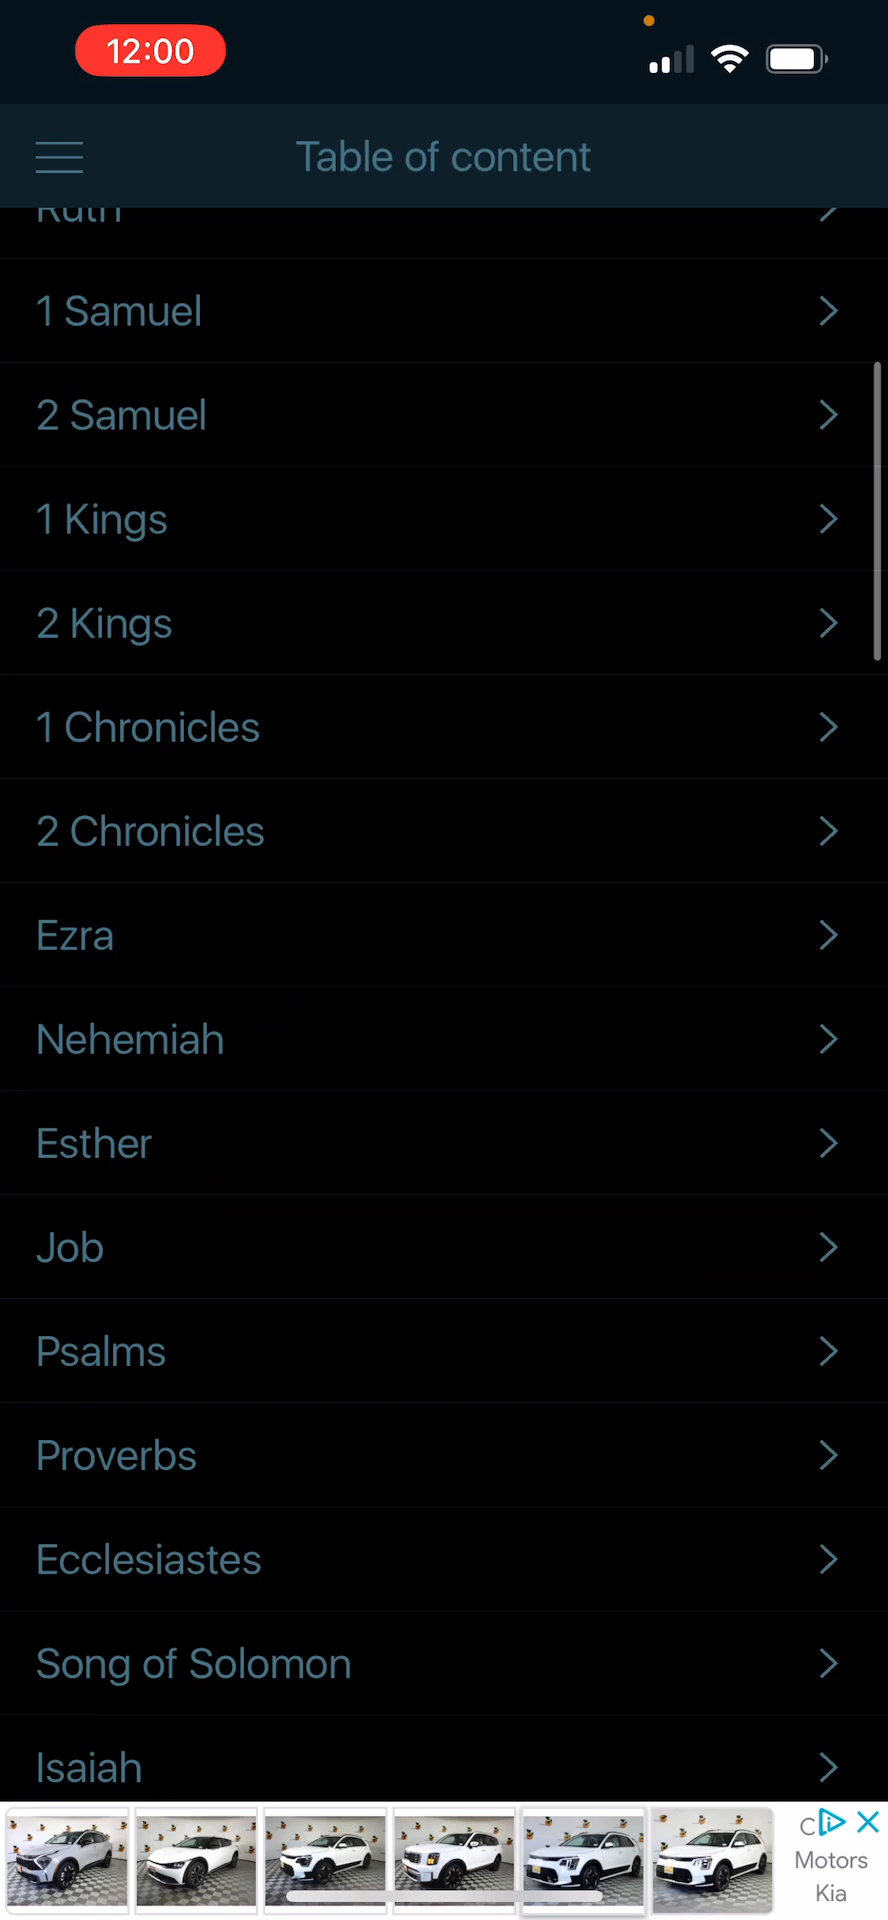 12:00
Table of content
Ruth
1 Samuel
2 Samuel
1 Kings
2 Kings
1 Chronicles
2 Chronicles
Ezra
Nehemiah
Esther
Job
Psalms
Proverbs
Ecclesiastes
Song of Solomon
Isaiah
C
Motors
Kia